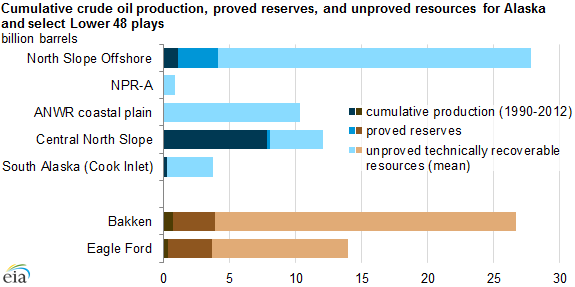 Cumulative crude oil production, proved reserves, and unproved resources for Alaska
and select Lower 48 plays
billion barrels
North Slope Offshore
NPR-A
ANWR coastal plain
Central North Slope
South Alaska (Cook Inlet)
Bakken
Eagle Ford
cumulative production (1990-2012)
proved reserves
unproved technically recoverable
resources (mean)
0 5 10 15 20 25 30
eia